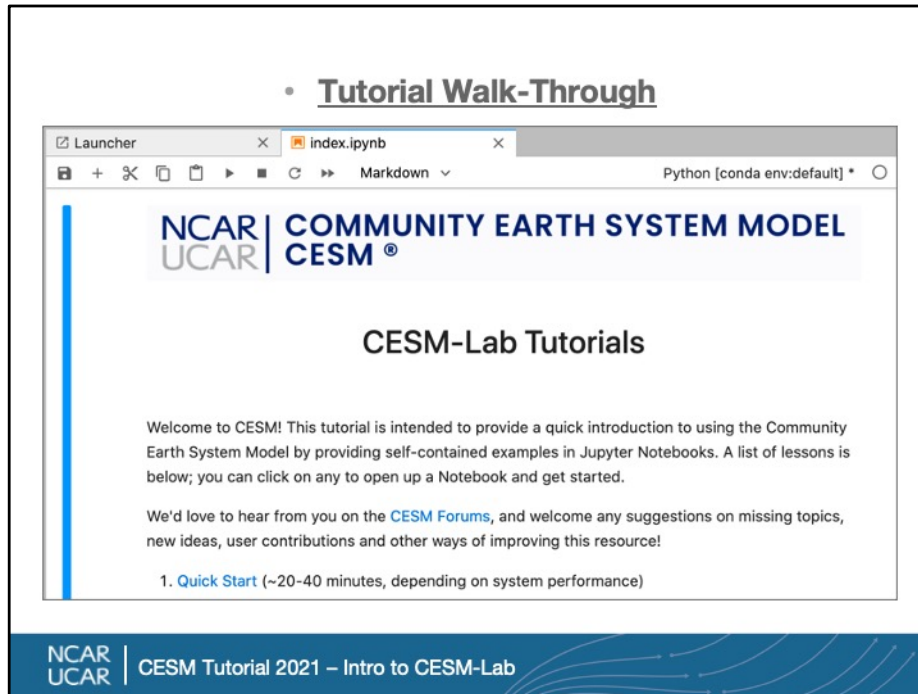 • Tutorial Walk-Through
Launcher
index.ipynb
Markdown
Python [conda env:default] *
NCAR
UCAR
COMMUNITY EARTH SYSTEM MODEL
CESM ®
CESM-Lab Tutorials
Welcome to CESM! This tutorial is intended to provide a quick introduction to using the Community
Earth System Model by providing self-contained examples in Jupyter Notebooks. A list of lessons is
below; you can click on any to open up a Notebook and get started.
We'd love to hear from you on the CESM Forums, and welcome any suggestions on missing topics,
new ideas, user contributions and other ways of improving this resource!
1. Quick Start (~20-40 minutes, depending on system performance)
NCAR
UCAR
CESM Tutorial 2021 – Intro to CESM-Lab